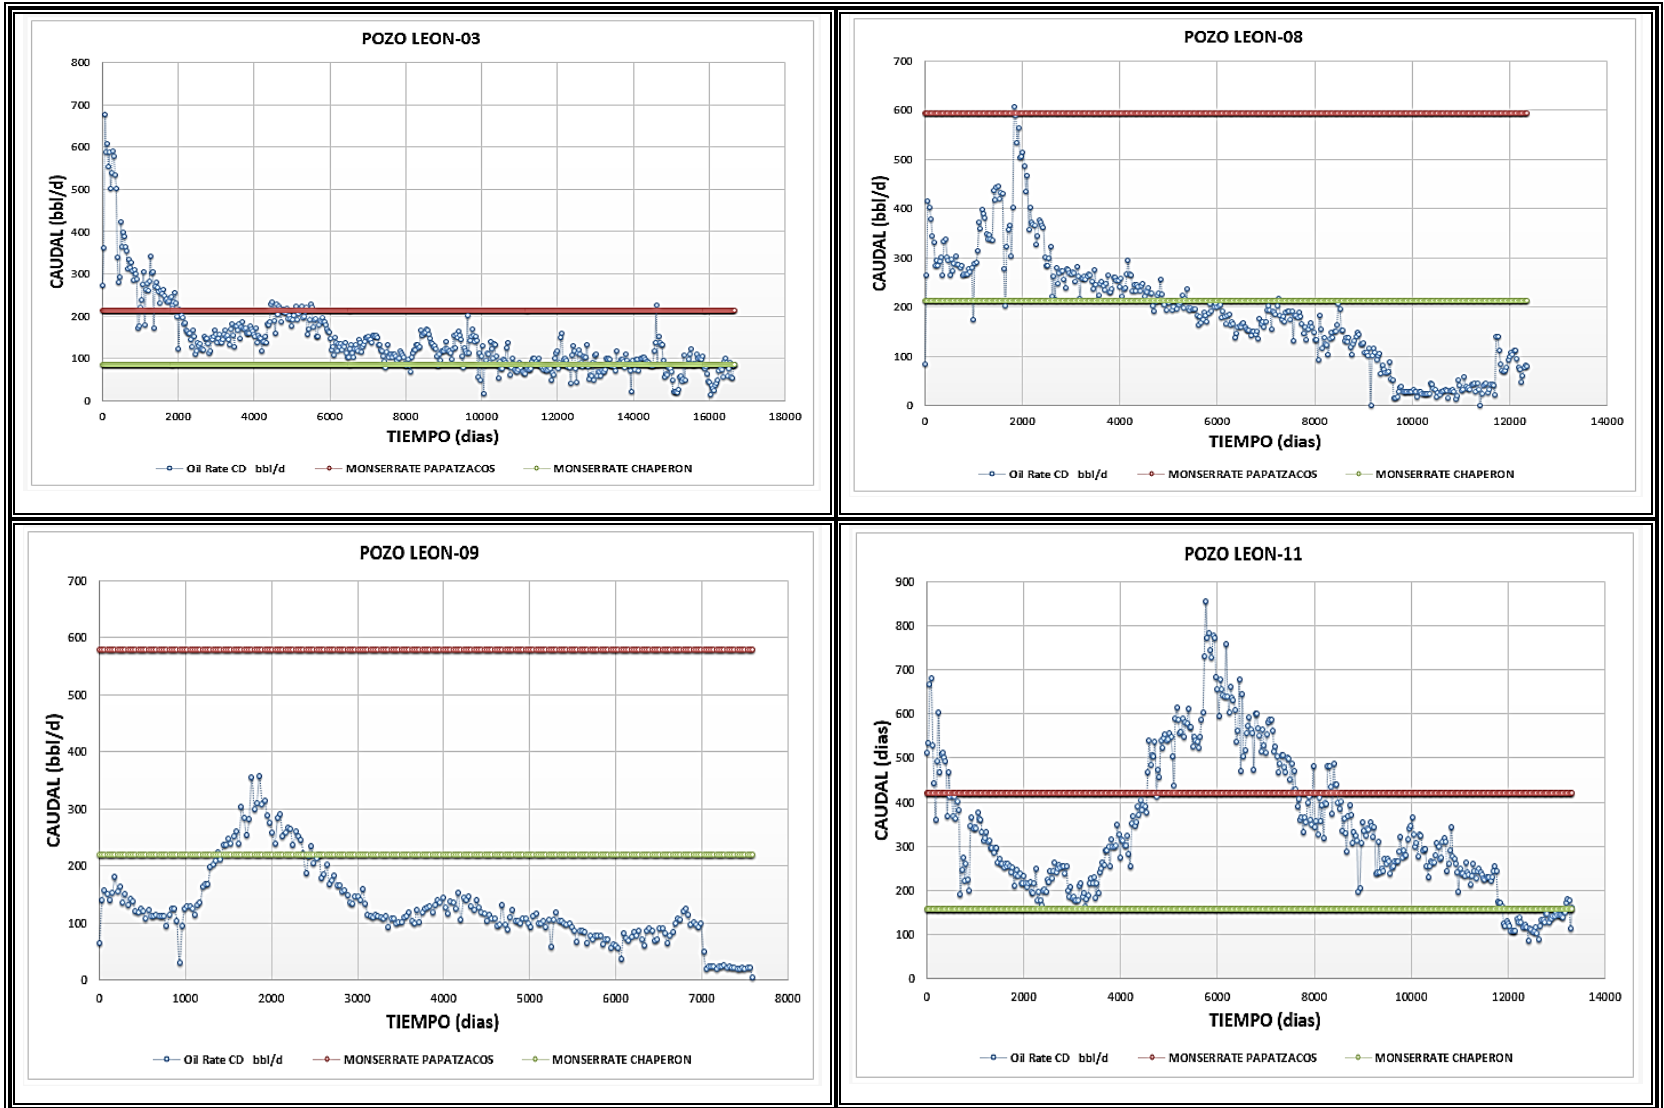 POZO LEON-03
800
700
600
500
400
300
200
100
0
CAUDAL (bbl/d)
0 2000 4000 6000 8000 10000 12000 14000 16000 18000
TIEMPO (dias)
Oil Rate CD bbl/d MONSERRATE PAPATZACOS MONSERRATE CHAPERON
POZO LEON-08
700
600
500
400
300
200
100
0
CAUDAL (bbl/d)
0 2000 4000 6000 8000 10000 12000 14000
TIEMPO (dias)
Oil Rate CD bbl/d MONSERRATE PAPATZACOS MONSERRATE CHAPERON
POZO LEON-09
700
600
500
400
300
200
100
0
CAUDAL (bbl/d)
0 1000 2000 3000 4000 5000 6000 7000 8000
TIEMPO (dias)
Oil Rate CD bbl/d MONSERRATE PAPATZACOS MONSERRATE CHAPERON
POZO LEON-11
900
800
700
600
500
400
300
200
100
0
CAUDAL (dias)
0 2000 4000 6000 8000 10000 12000 14000
TIEMPO (dias)
Oil Rate CD bbl/d MONSERRATE PAPATZACOS MONSERRATE CHAPERON